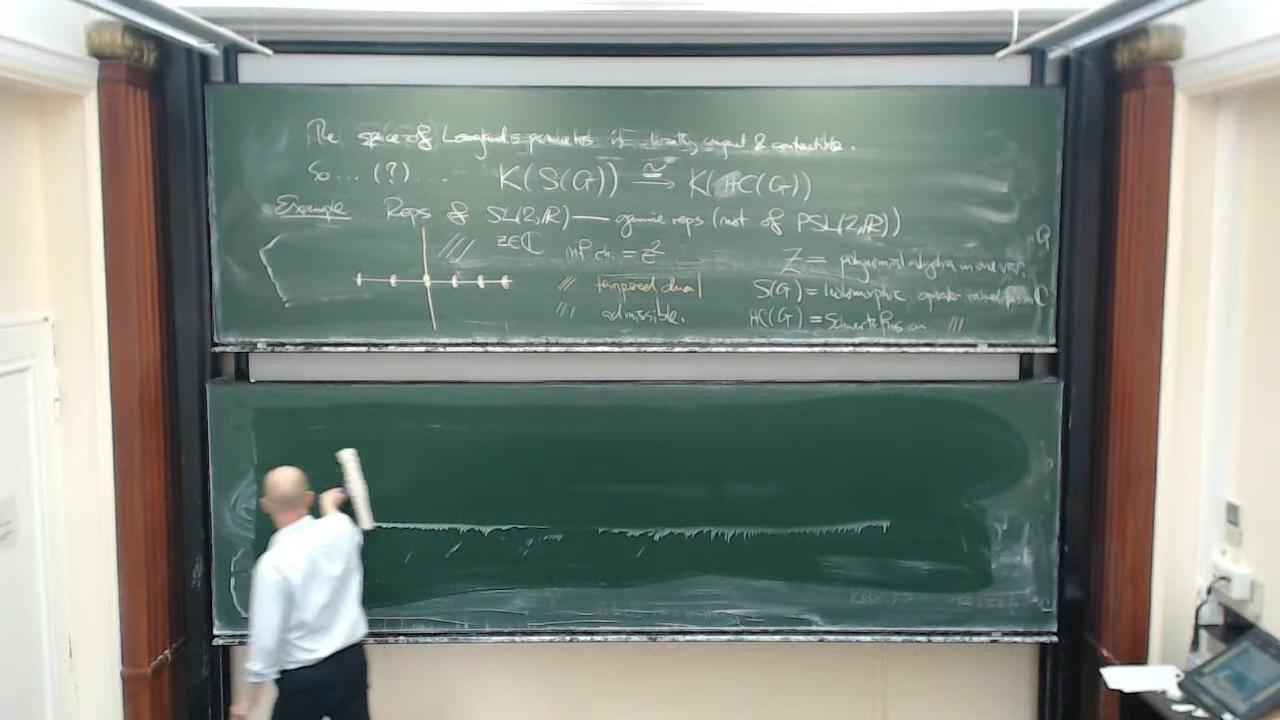 The space of Langlands parameters is locally compact & contractible.
So... (?) .... K(S(G)) ≅→ K(HC(G))
Example Reps of SL(2,R) — genuine reps (not of PSL(2,R))
z∈ℂ inf ch. = z² Z = polynomial algebra in one var.
// tempered dual S(G) = holomorphic operator valued
/// admissible. HC(G) = Schwartz fns on ///